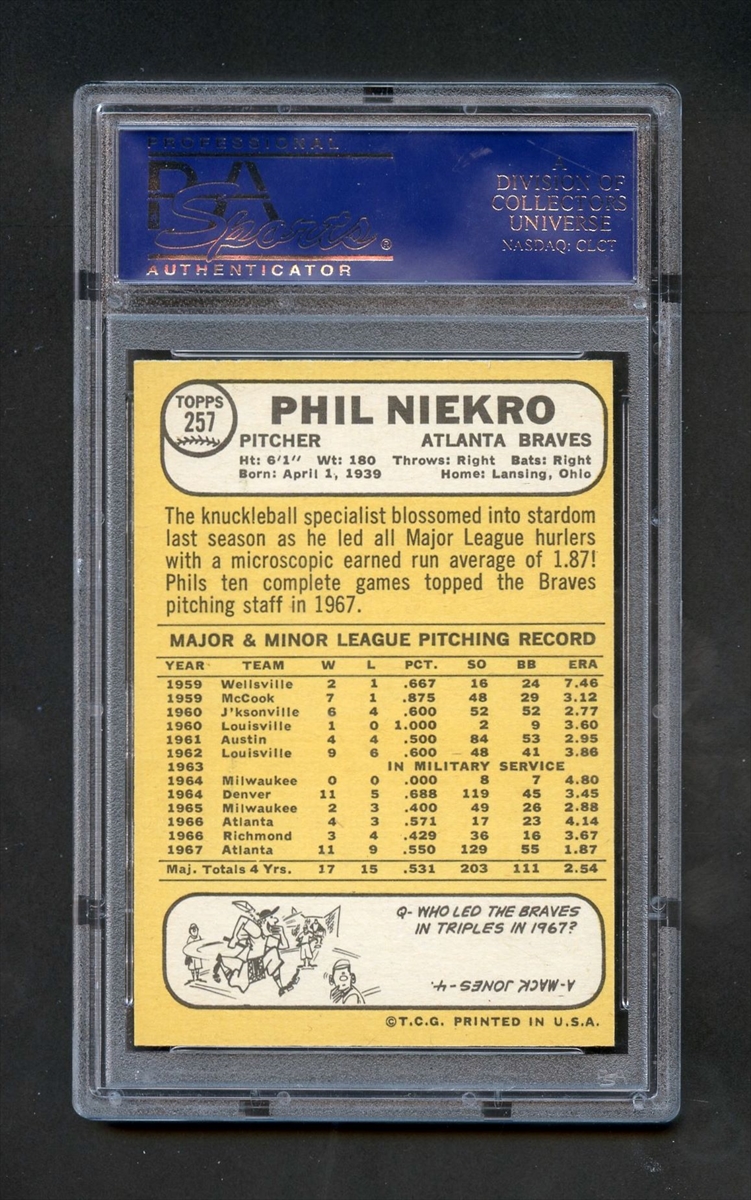 PROFESSIONAL
PSA
Sports®
AUTHENTICATOR
A
DIVISION OF
COLLECTORS
UNIVERSE
NASDAQ: CLCT
TOPPS
257
PHIL NIEKRO
PITCHER ATLANTA BRAVES
Ht: 6'1" Wt: 180 Throws: Right Bats: Right
Born: April 1, 1939 Home: Lansing, Ohio
The knuckleball specialist blossomed into stardom
last season as he led all Major League hurlers
with a microscopic earned run average of 1.87!
Phils ten complete games topped the Braves
pitching staff in 1967.
MAJOR & MINOR LEAGUE PITCHING RECORD
YEAR TEAM W L PCT. SO BB ERA
1959 Wellsville 2 1 .667 16 24 7.46
1959 McCook 7 1 .875 48 29 3.12
1960 J'ksonville 6 4 .600 52 52 2.77
1960 Louisville 1 0 1.000 2 9 3.60
1961 Austin 4 4 .500 84 53 2.95
1962 Louisville 9 6 .600 48 41 3.86
1963 IN MILITARY SERVICE
1964 Milwaukee 0 0 .000 8 7 4.80
1964 Denver 11 5 .688 119 45 3.45
1965 Milwaukee 2 3 .400 49 26 2.88
1966 Atlanta 4 3 .571 17 23 4.14
1966 Richmond 3 4 .429 36 16 3.67
1967 Atlanta 11 9 .550 129 55 1.87
Maj. Totals 4 Yrs. 17 15 .531 203 111 2.54
Q- WHO LED THE BRAVES
IN TRIPLES IN 1967?
A- MACK JONES - 4.
©T.C.G. PRINTED IN U.S.A.